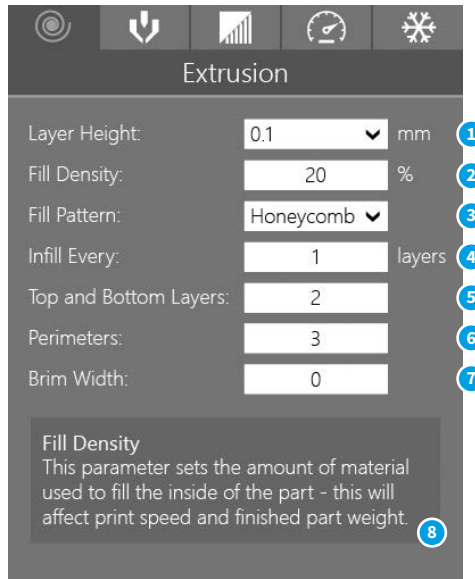 Extrusion
Layer Height: 0.1 mm 1
Fill Density: 20 % 2
Fill Pattern: Honeycomb 3
Infill Every: 1 layers 4
Top and Bottom Layers: 2 5
Perimeters: 3 6
Brim Width: 0 7
Fill Density
This parameter sets the amount of material
used to fill the inside of the part - this will
affect print speed and finished part weight.
8